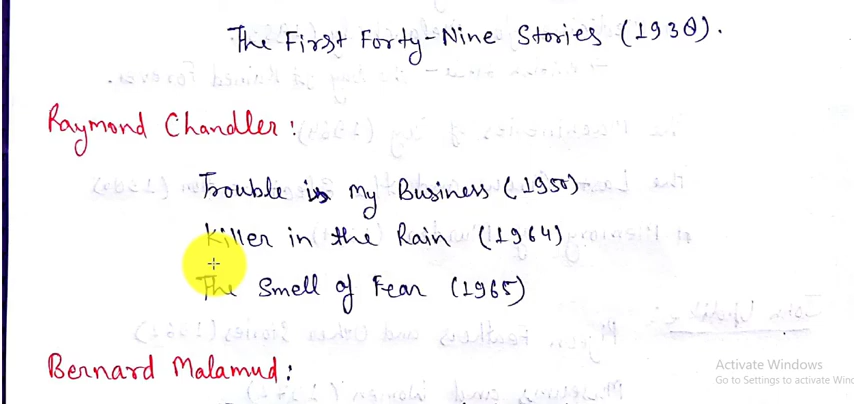 The First Forty-Nine Stories (1938).
Raymond Chandler:
Trouble is my Business (1950)
Killer in the Rain (1964)
The Smell of Fear (1965)
Bernard Malamud:
Activate Windows
Go to Settings to activate Winc